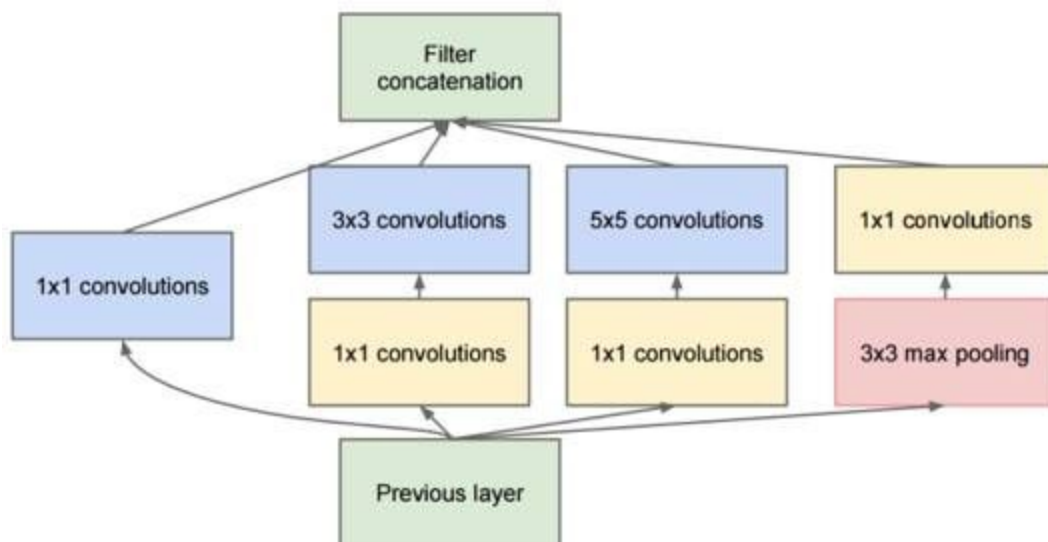 Filter
concatenation
3x3 convolutions
5x5 convolutions
1x1 convolutions
1x1 convolutions
1x1 convolutions
1x1 convolutions
3x3 max pooling
Previous layer